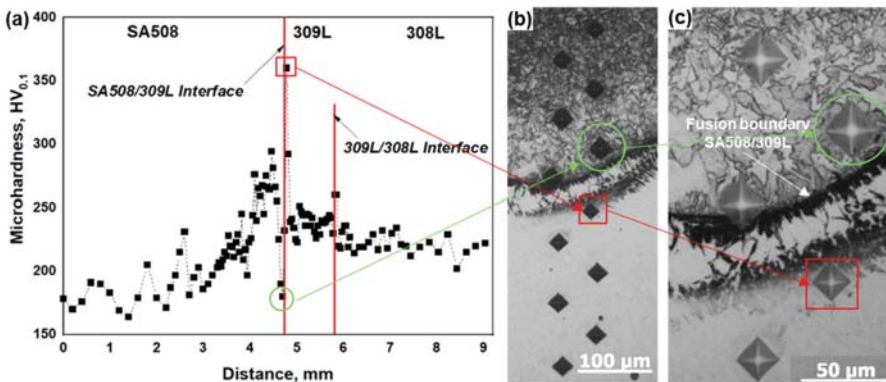 (a)
SA508
309L
308L
400
350
300
250
200
150
Microhardness, HV0,1
SA508/309L Interface
309L/308L Interface
0 1 2 3 4 5 6 7 8 9
Distance, mm
(b)
100 µm
(c)
Fusion boundary
SA508/309L
50 µm